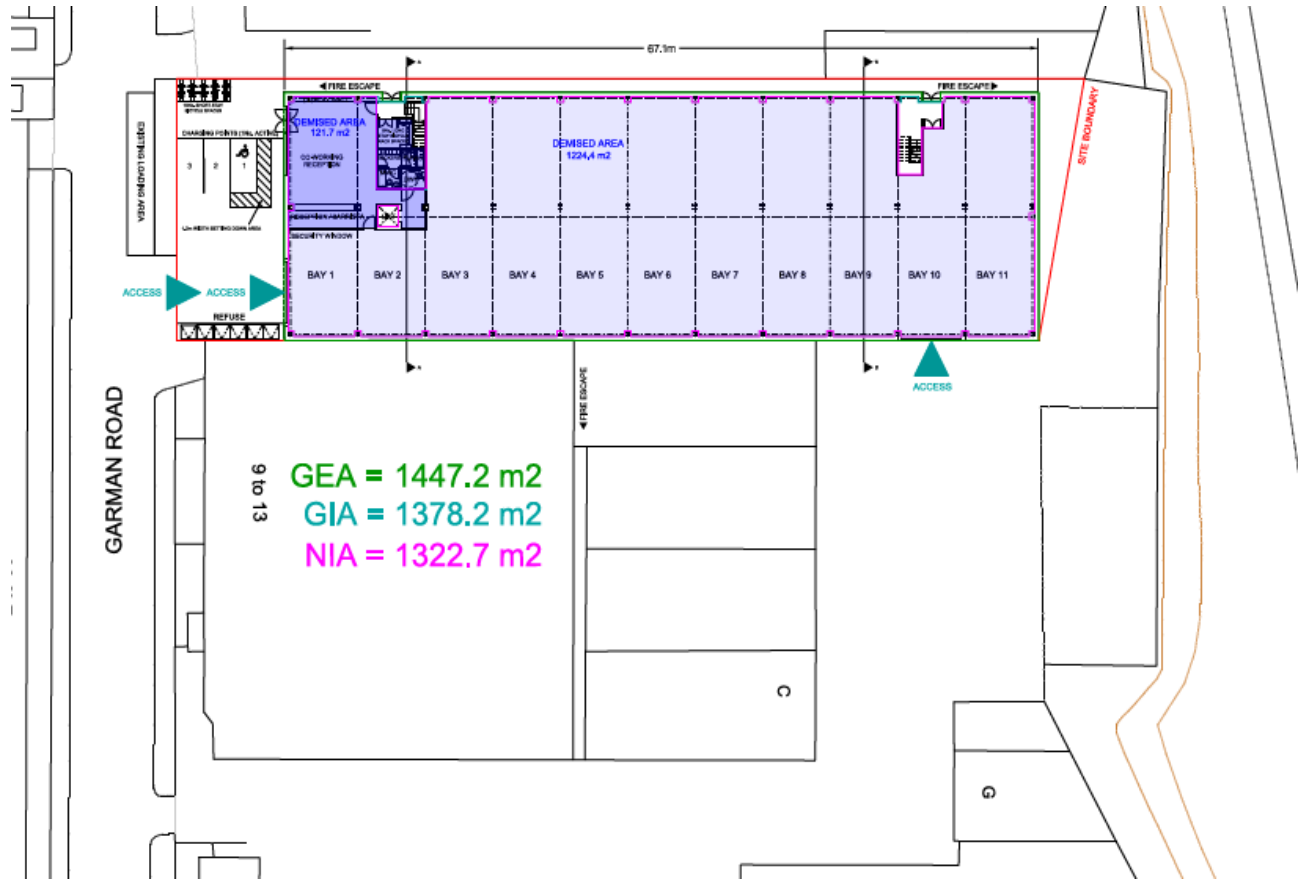 67.1m
FIRE ESCAPE
FIRE ESCAPE
SITE BOUNDARY
EXISTING LOADING AREA
DEMISED AREA
121.7 m2
DEMISED AREA
1224.4 m2
CHARGING POINTS
CO-WORKING
RECEPTION
3
2
1
SECURITY WINDOW
BAY 1
BAY 2
BAY 3
BAY 4
BAY 5
BAY 6
BAY 7
BAY 8
BAY 9
BAY 10
BAY 11
ACCESS
ACCESS
REFUSE
ACCESS
FIRE ESCAPE
GARMAN ROAD
9 to 13
GEA = 1447.2 m2
GIA = 1378.2 m2
NIA = 1322.7 m2
C
G